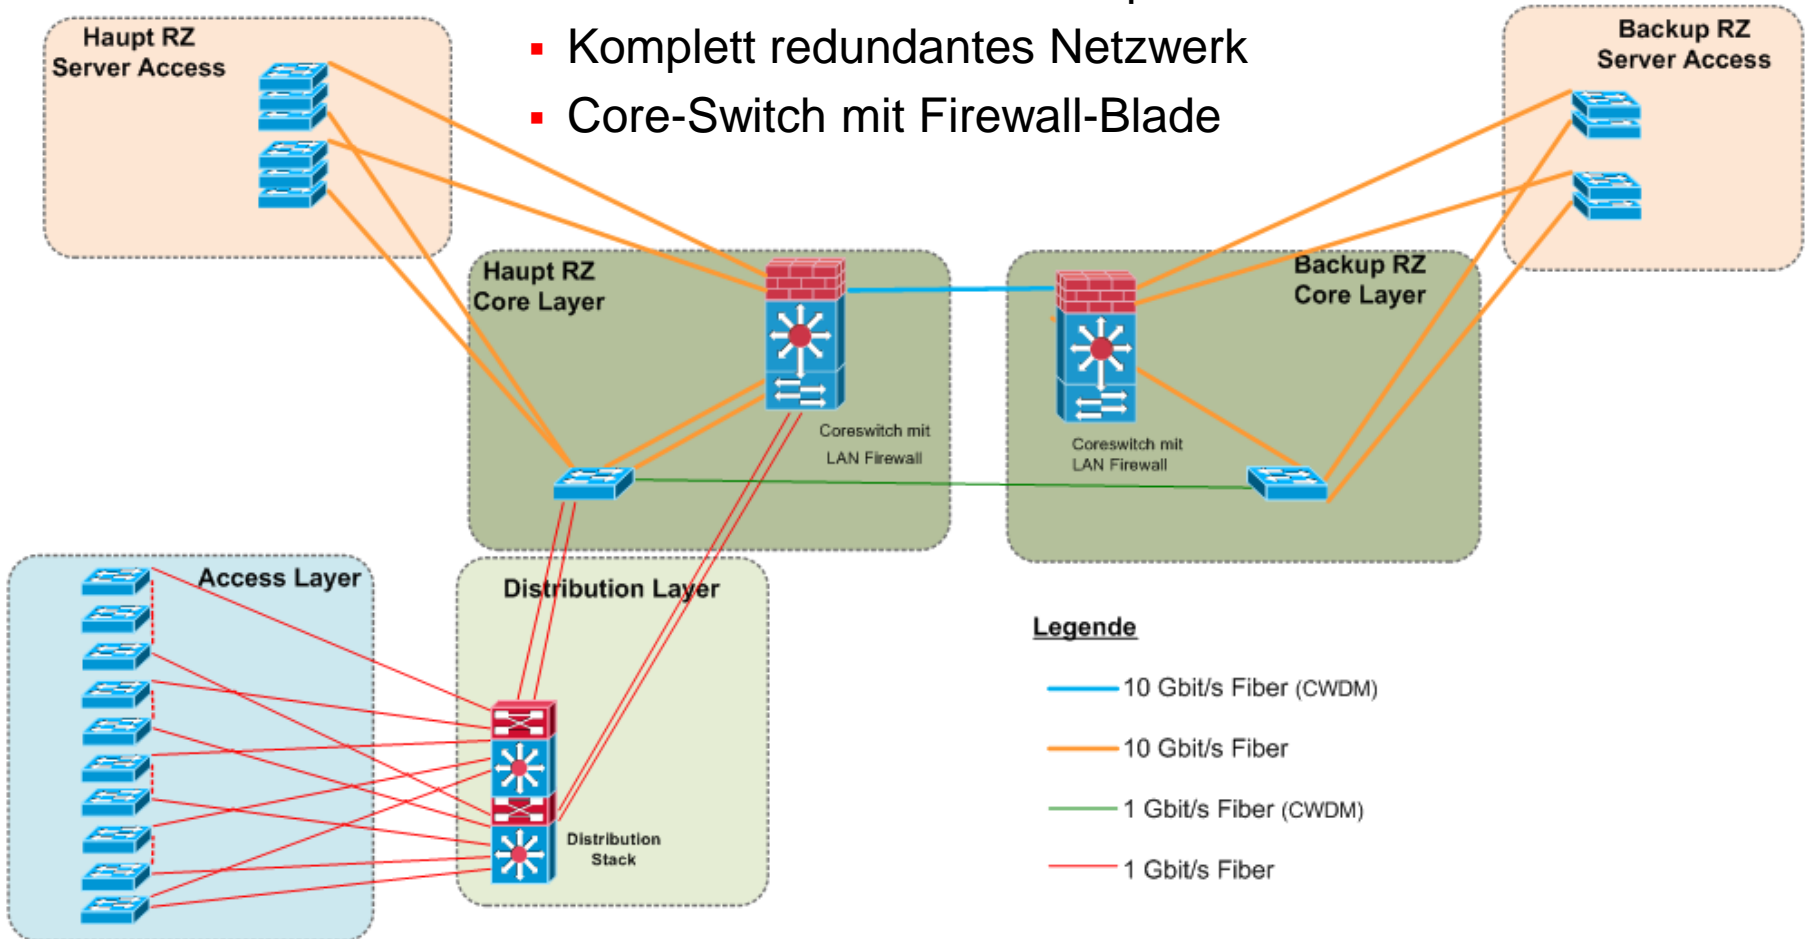 Haupt RZ
Server Access
▪ Komplett redundantes Netzwerk
▪ Core-Switch mit Firewall-Blade
Backup RZ
Server Access
Haupt RZ
Core Layer
Backup RZ
Core Layer
Coreswitch mit
LAN Firewall
Coreswitch mit
LAN Firewall
Access Layer
Distribution Layer
Distribution
Stack
Legende
10 Gbit/s Fiber (CWDM)
10 Gbit/s Fiber
1 Gbit/s Fiber (CWDM)
1 Gbit/s Fiber